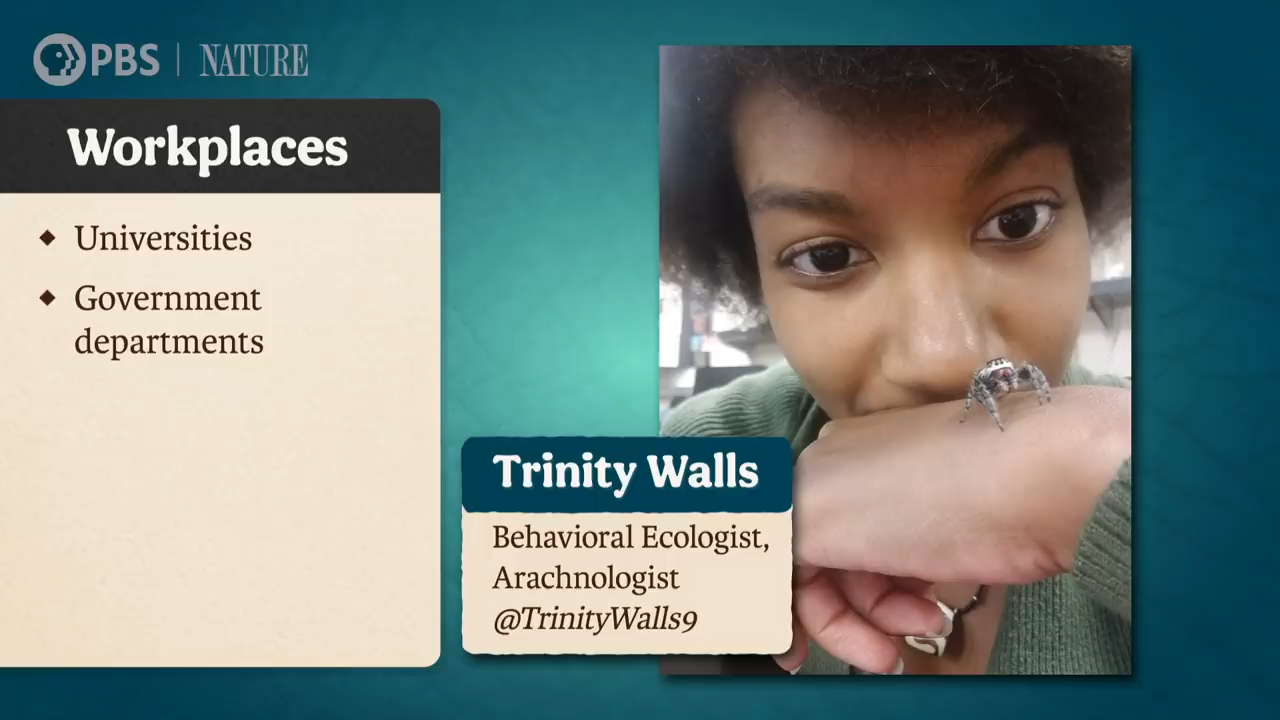 PBS | NATURE
Workplaces
◆ Universities
◆ Government
departments
Trinity Walls
Behavioral Ecologist,
Arachnologist
@TrinityWalls9